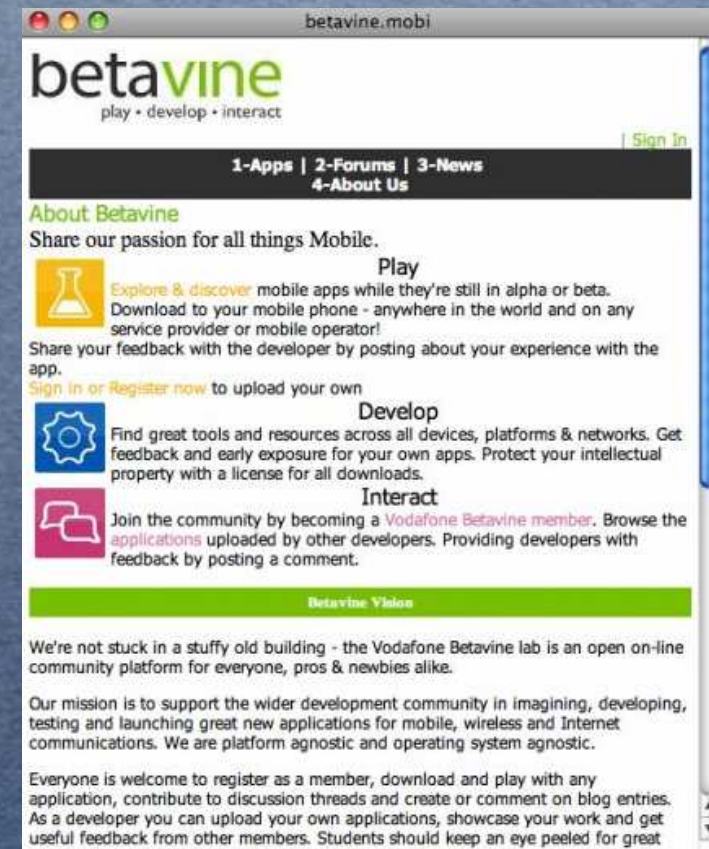 betavine.mobi
betavine
play • develop • interact
| Sign In
1-Apps | 2-Forums | 3-News
4-About Us
About Betavine
Share our passion for all things Mobile.
Play
Explore & discover mobile apps while they're still in alpha or beta.
Download to your mobile phone - anywhere in the world and on any
service provider or mobile operator!
Share your feedback with the developer by posting about your experience with the
app.
Sign in or Register now to upload your own
Develop
Find great tools and resources across all devices, platforms & networks. Get
feedback and early exposure for your own apps. Protect your intellectual
property with a license for all downloads.
Interact
Join the community by becoming a Vodafone Betavine member. Browse the
applications uploaded by other developers. Providing developers with
feedback by posting a comment.
Betavine Vision
We're not stuck in a stuffy old building - the Vodafone Betavine lab is an open on-line
community platform for everyone, pros & newbies alike.
Our mission is to support the wider development community in imagining, developing,
testing and launching great new applications for mobile, wireless and Internet
communications. We are platform agnostic and operating system agnostic.
Everyone is welcome to register as a member, download and play with any
application, contribute to discussion threads and create or comment on blog entries.
As a developer you can upload your own applications, showcase your work and get
useful feedback from other members. Students should keep an eye peeled for great